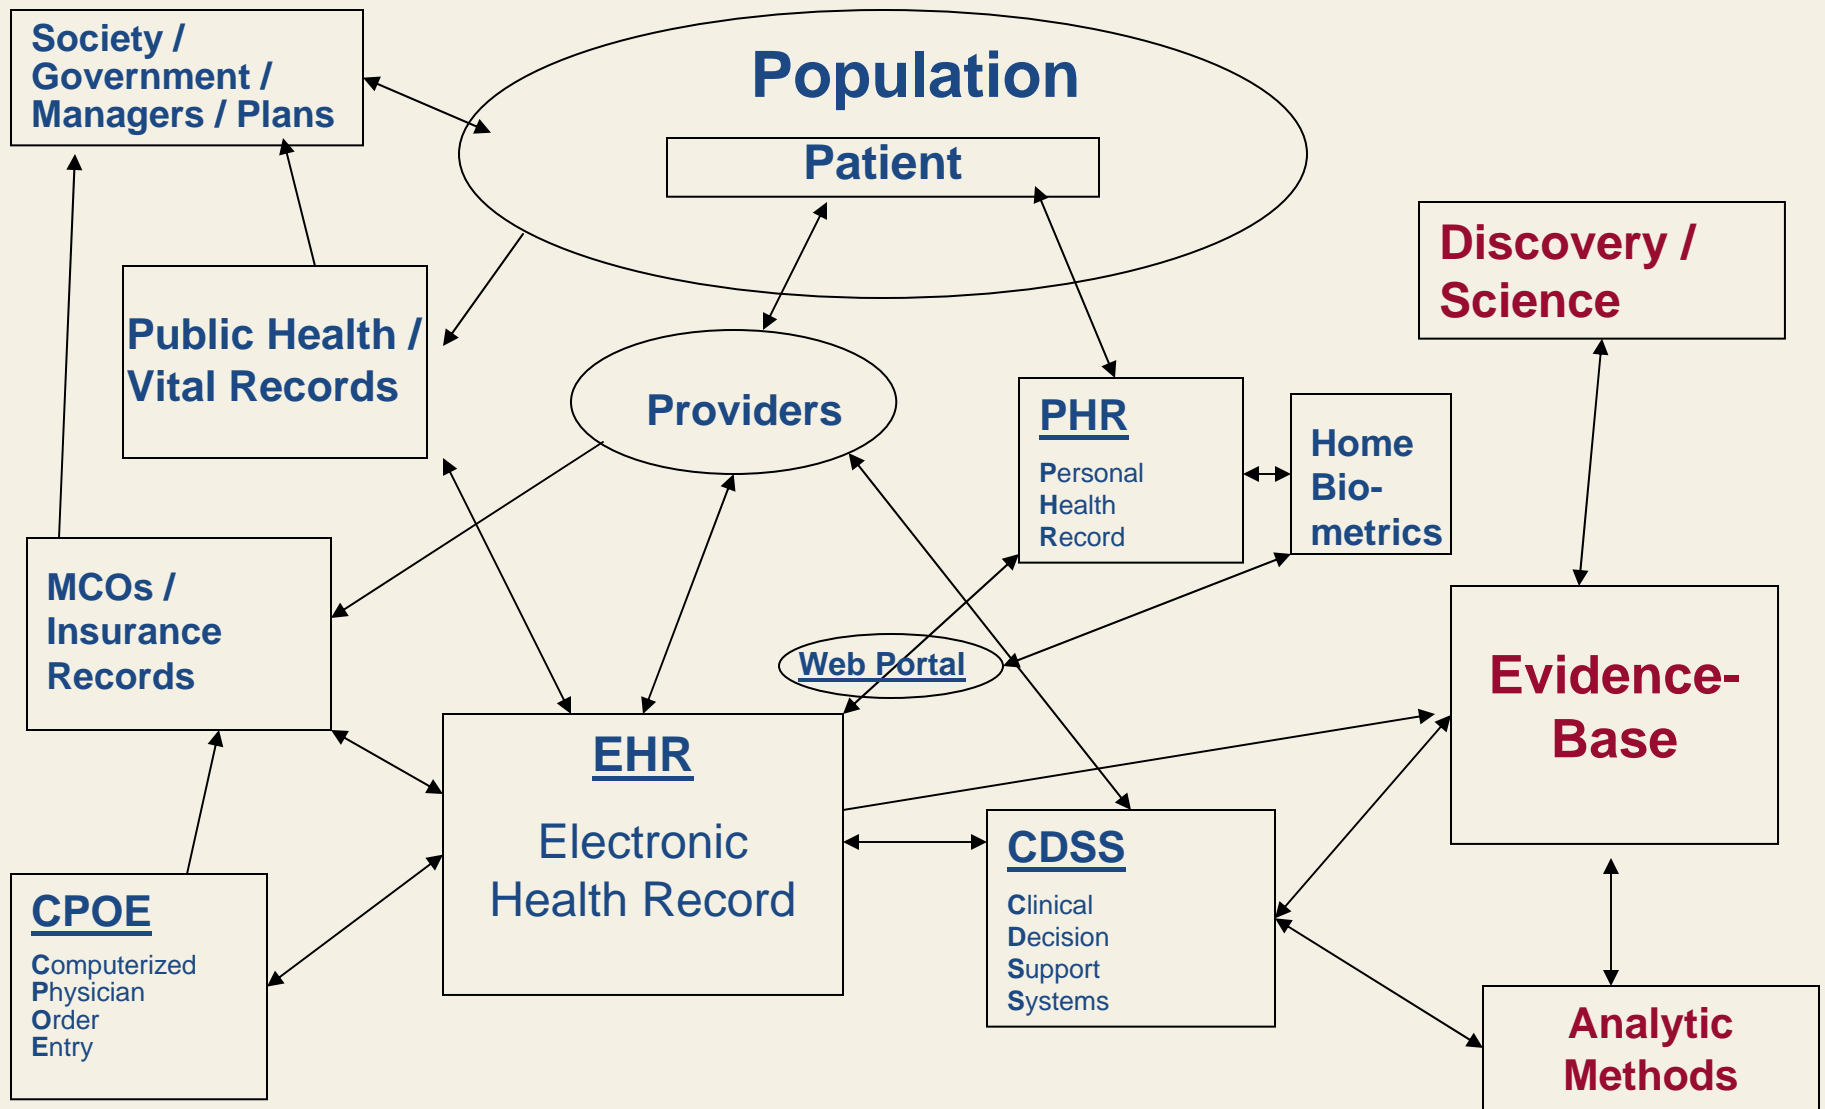 Society /
Government /
Managers / Plans
Population
Patient
Discovery /
Science
Public Health /
Vital Records
Providers
PHR
Personal
Health
Record
Home
Bio-
metrics
MCOs /
Insurance
Records
Web Portal
Evidence-
Base
EHR
Electronic
Health Record
CDSS
Clinical
Decision
Support
Systems
CPOE
Computerized
Physician
Order
Entry
Analytic
Methods